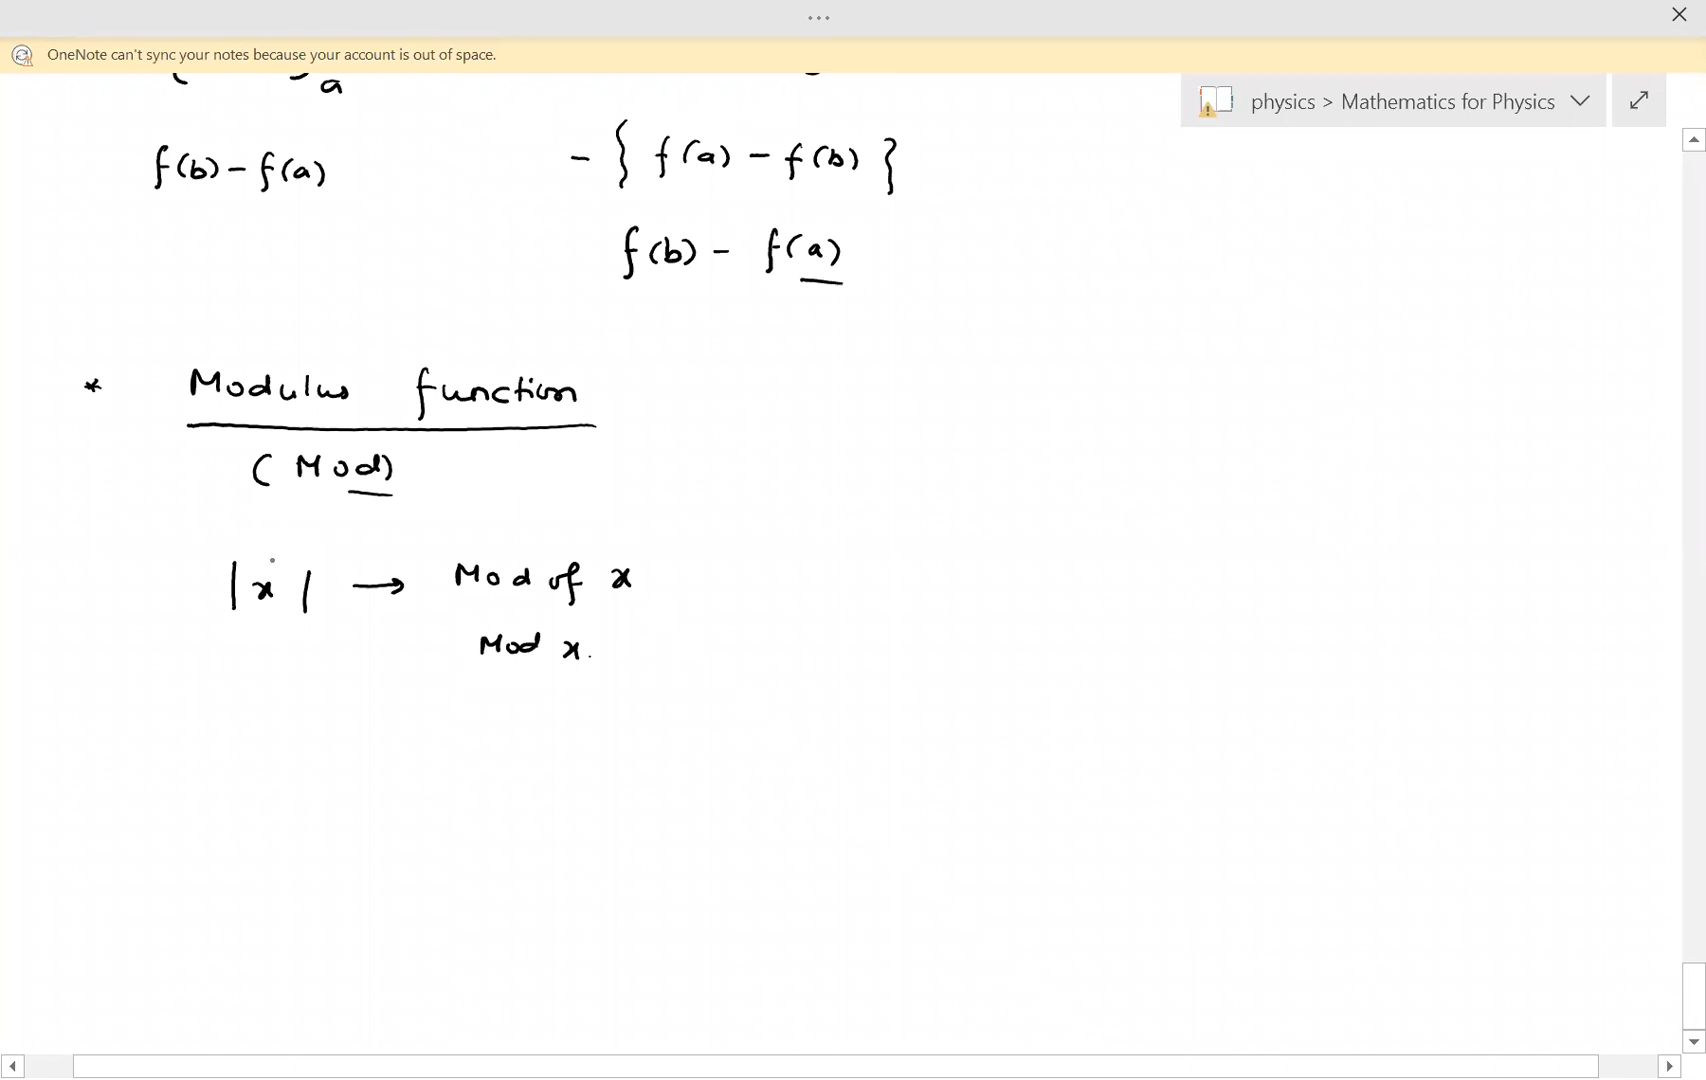 OneNote can't sync your notes because your account is out of space.
physics > Mathematics for Physics
a
f(b) - f(a)
- { f(a) - f(b) }
f(b) - f(a)
* Modulus function
(Mod)
|x| → Mod of x
Mod x.